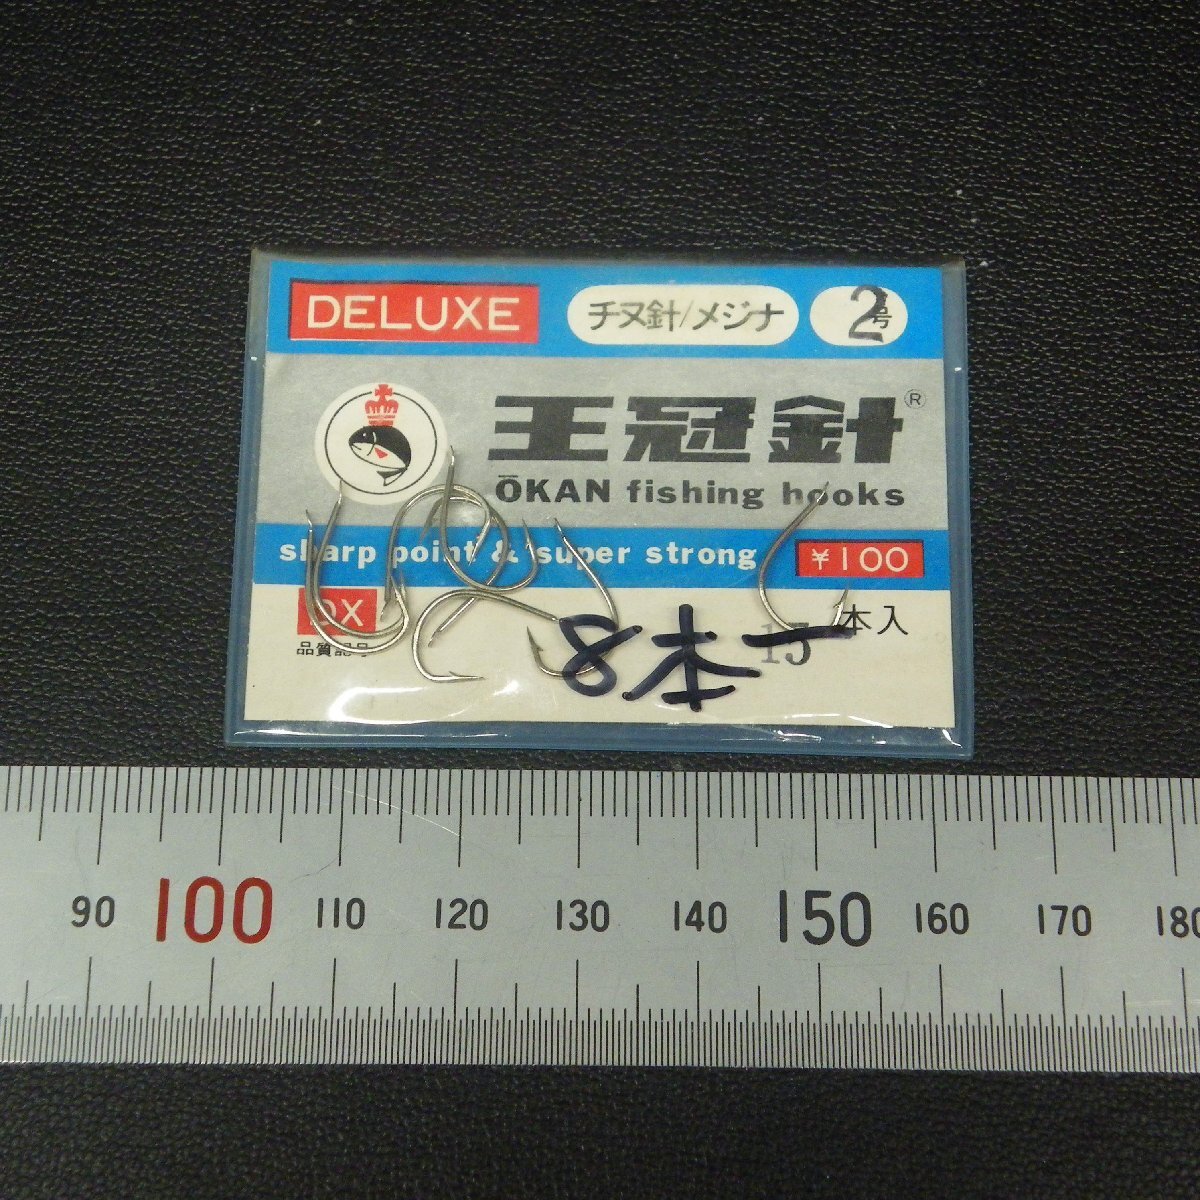 DELUXE チヌ針/メジナ 2号
王冠針®
ŌKAN fishing hooks
sharp point & super strong ¥100
DX 8本 15 本入
品質記号
90 100 110 120 130 140 150 160 170 180